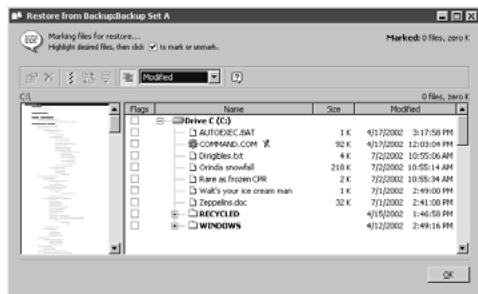 Restore from Backup:Backup Set A
Marking files for restore...
Highlight desired files, then click to mark or unmark.
Marked: 0 files, zero K
Modified
C:\ 0 files, zero K
Flags Name Size Modified
Drive C (C:)
AUTOEXEC.BAT 1 K 4/17/2002 3:17:58 PM
COMMAND.COM 92 K 4/17/2002 12:03:04 PM
Dirigibles.txt 4 K 7/2/2002 10:55:06 AM
Orinda snowfall 218 K 7/2/2002 10:55:14 AM
Rare as frozen CPR 2 K 7/2/2002 10:55:34 AM
Walt's your ice cream man 1 K 7/1/2002 2:49:00 PM
Zeppelins.doc 32 K 7/1/2002 2:41:08 PM
RECYCLED 4/15/2002 1:46:58 PM
WINDOWS 4/12/2002 2:49:16 PM
OK